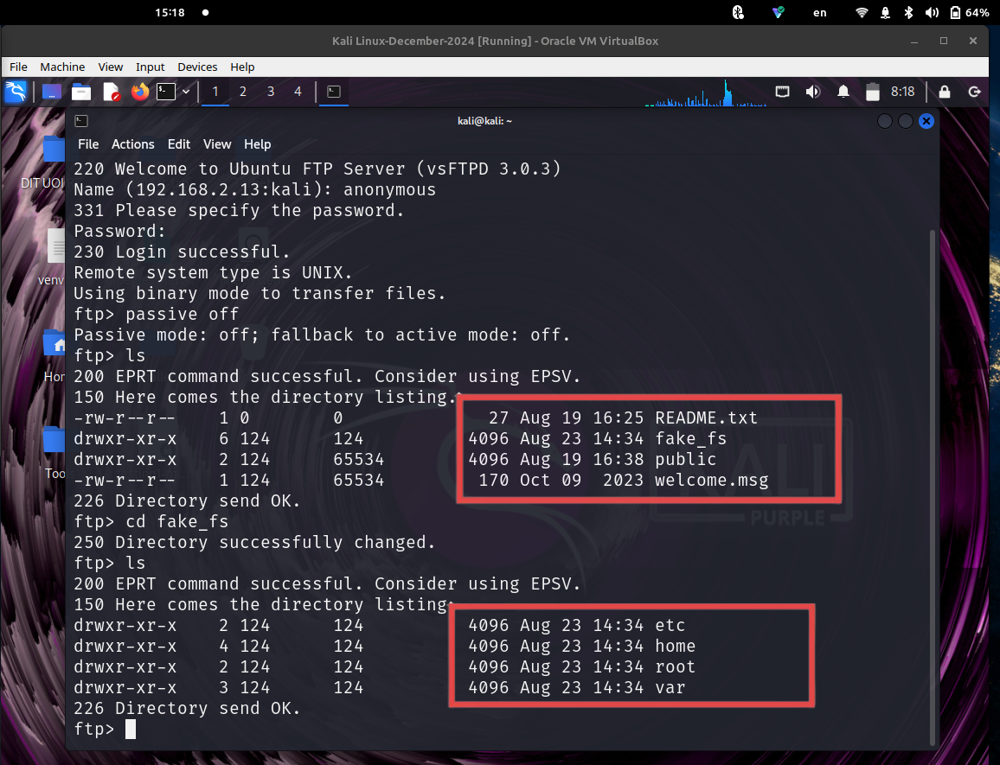 15:18
en
64%
Kali Linux-December-2024 [Running] - Oracle VM VirtualBox
File Machine View Input Devices Help
1 2 3 4
8:18
kali@kali: ~
File Actions Edit View Help
220 Welcome to Ubuntu FTP Server (vsFTPD 3.0.3)
Name (192.168.2.13:kali): anonymous
331 Please specify the password.
Password:
230 Login successful.
Remote system type is UNIX.
Using binary mode to transfer files.
ftp> passive off
Passive mode: off; fallback to active mode: off.
ftp> ls
200 EPRT command successful. Consider using EPSV.
150 Here comes the directory listing.
-rw-r--r-- 1 0 0 27 Aug 19 16:25 README.txt
drwxr-xr-x 6 124 124 4096 Aug 23 14:34 fake_fs
drwxr-xr-x 2 124 65534 4096 Aug 19 16:38 public
-rw-r--r-- 1 124 65534 170 Oct 09 2023 welcome.msg
226 Directory send OK.
ftp> cd fake_fs
250 Directory successfully changed.
ftp> ls
200 EPRT command successful. Consider using EPSV.
150 Here comes the directory listing.
drwxr-xr-x 2 124 124 4096 Aug 23 14:34 etc
drwxr-xr-x 4 124 124 4096 Aug 23 14:34 home
drwxr-xr-x 2 124 124 4096 Aug 23 14:34 root
drwxr-xr-x 3 124 124 4096 Aug 23 14:34 var
226 Directory send OK.
ftp>
DIT UOI
venv
Hom
Too
KALI
PURPLE